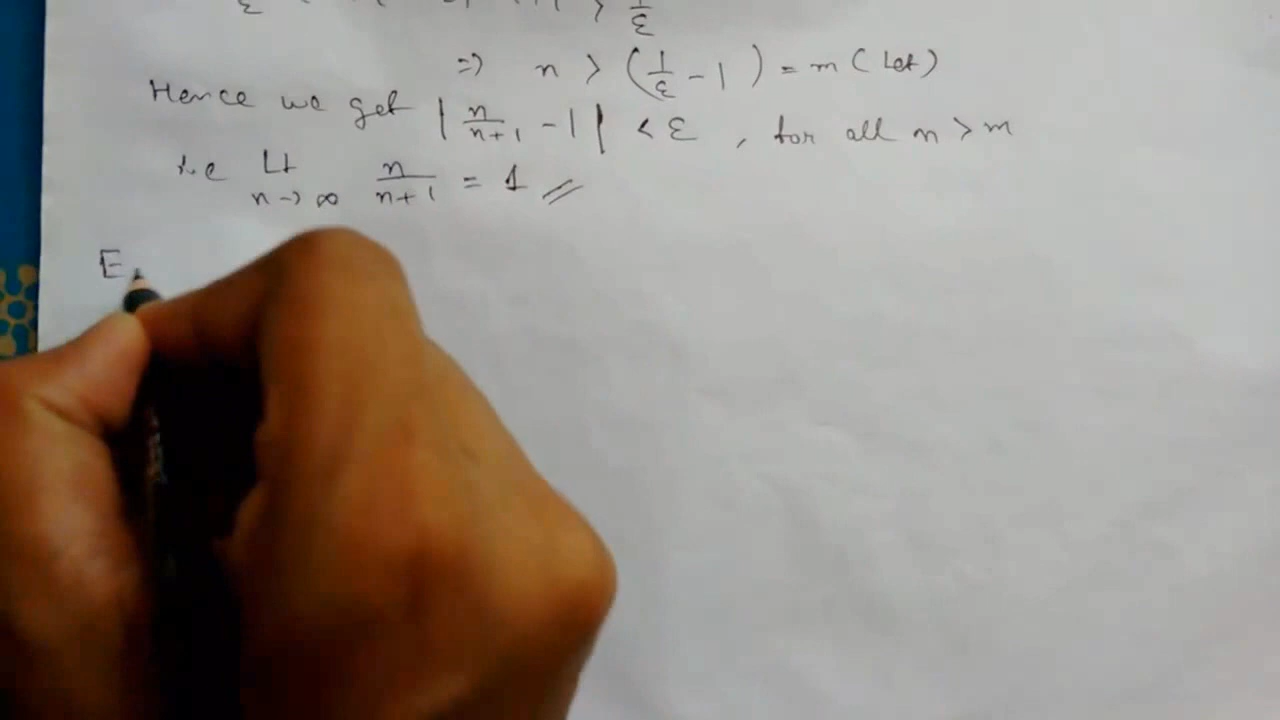 ⇒ n > (1/ε - 1) = m (Let)
Hence we get |n/n+1 - 1| < ε , for all n > m
i.e Lt n→∞ n/n+1 = 1 //
E